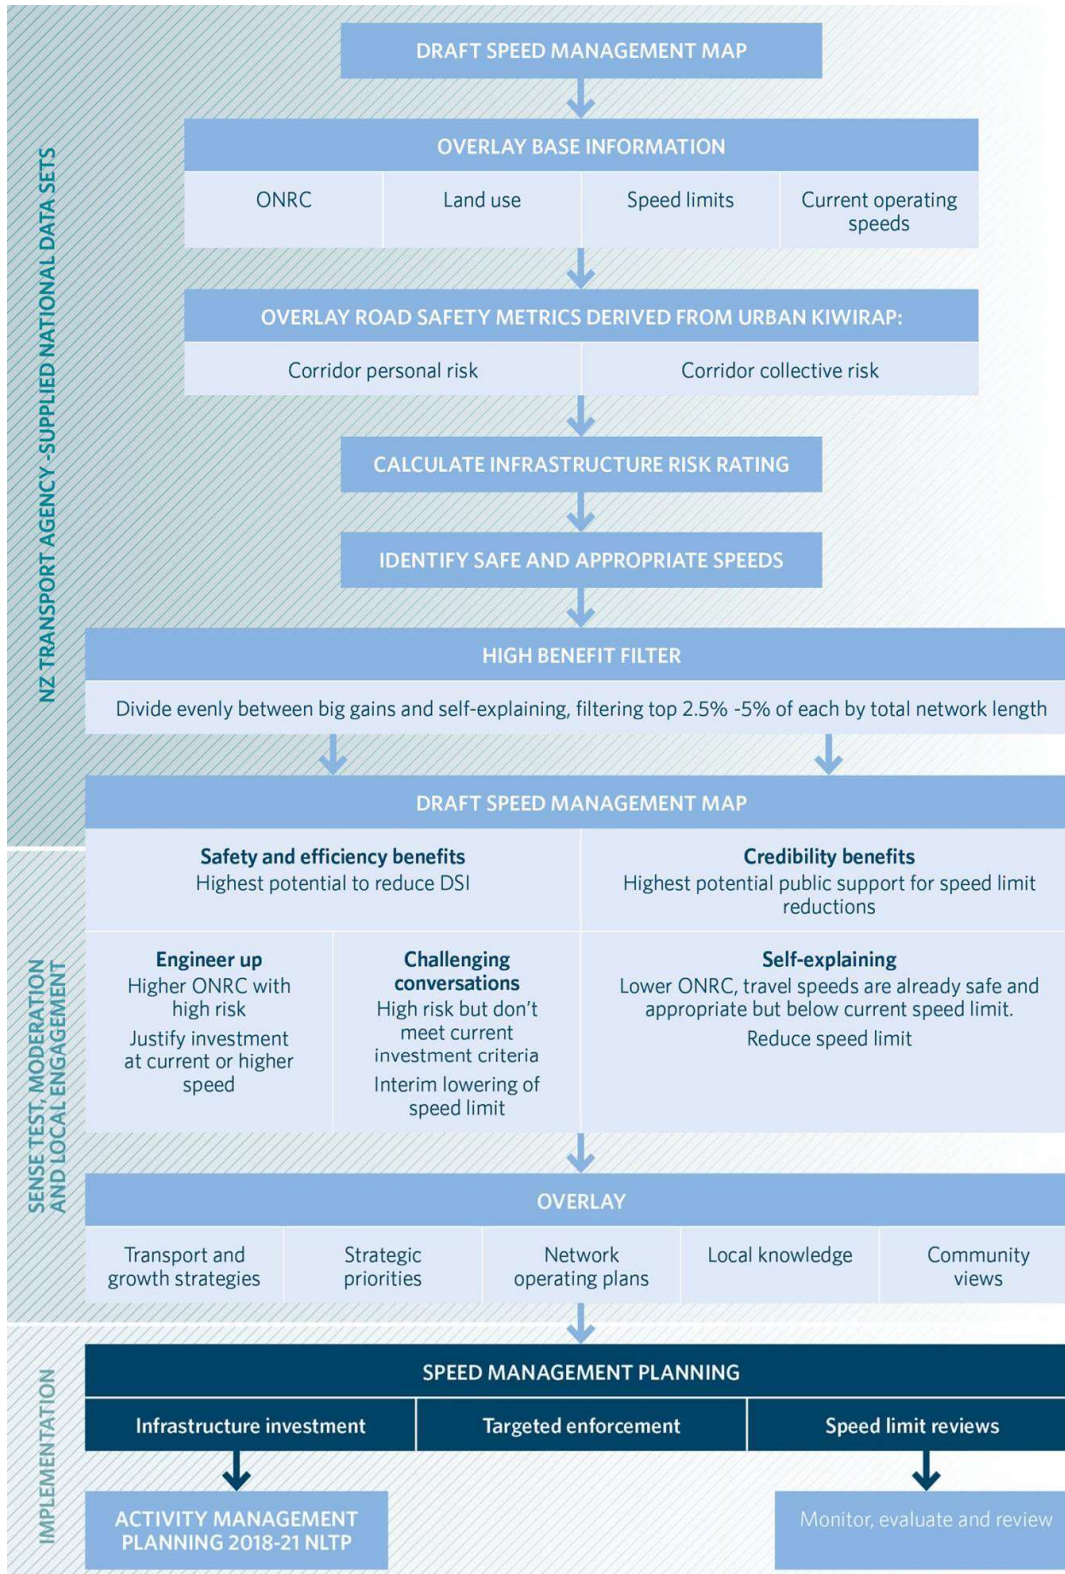 DRAFT SPEED MANAGEMENT MAP
OVERLAY BASE INFORMATION
ONRC
Land use
Speed limits
Current operating
speeds
OVERLAY ROAD SAFETY METRICS DERIVED FROM URBAN KIWIRAP:
Corridor personal risk
Corridor collective risk
CALCULATE INFRASTRUCTURE RISK RATING
IDENTIFY SAFE AND APPROPRIATE SPEEDS
HIGH BENEFIT FILTER
Divide evenly between big gains and self-explaining, filtering top 2.5% -5% of each by total network length
NZ TRANSPORT AGENCY -SUPPLIED NATIONAL DATA SETS
DRAFT SPEED MANAGEMENT MAP
Safety and efficiency benefits
Highest potential to reduce DSI
Credibility benefits
Highest potential public support for speed limit
reductions
Engineer up
Higher ONRC with
high risk
Justify investment
at current or higher
speed
Challenging
conversations
High risk but don't
meet current
investment criteria
Interim lowering of
speed limit
Self-explaining
Lower ONRC, travel speeds are already safe and
appropriate but below current speed limit.
Reduce speed limit
SENSE TEST, MODERATION
AND LOCAL ENGAGEMENT
OVERLAY
Transport and
growth strategies
Strategic
priorities
Network
operating plans
Local knowledge
Community
views
SPEED MANAGEMENT PLANNING
Infrastructure investment
Targeted enforcement
Speed limit reviews
IMPLEMENTATION
ACTIVITY MANAGEMENT
PLANNING 2018-21 NLTP
Monitor, evaluate and review